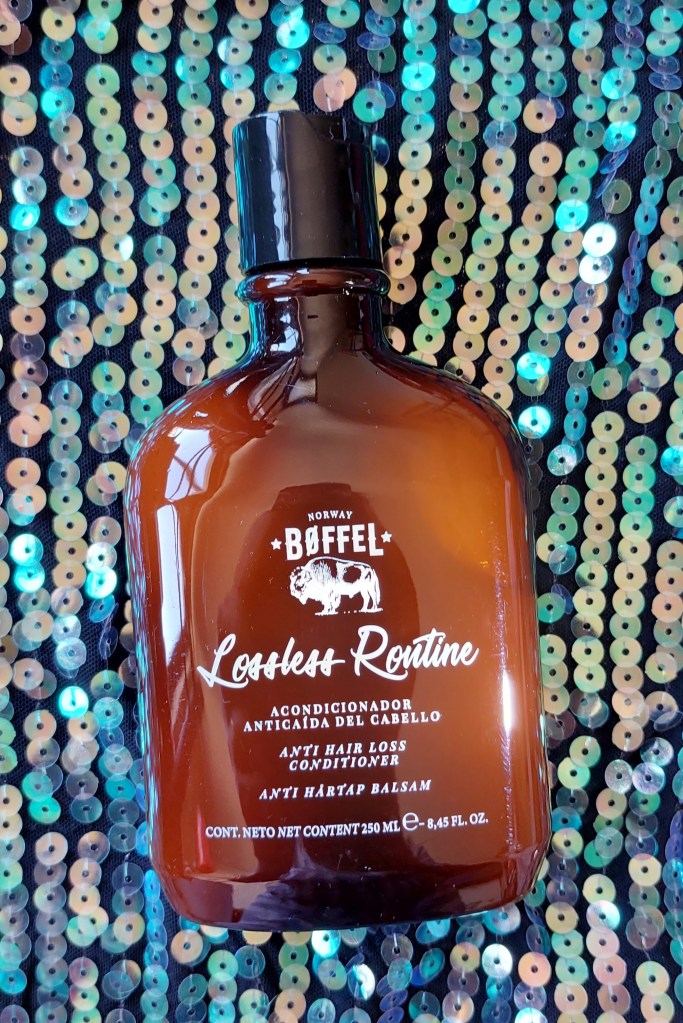 NORWAY
BØFFEL
Lossless Routine
ACONDICIONADOR
ANTICAÍDA DEL CABELLO
ANTI HAIR LOSS
CONDITIONER
ANTI HÅRTAP BALSAM
CONT. NETO NET CONTENT 250 ML ℮- 8,45 FL. OZ.